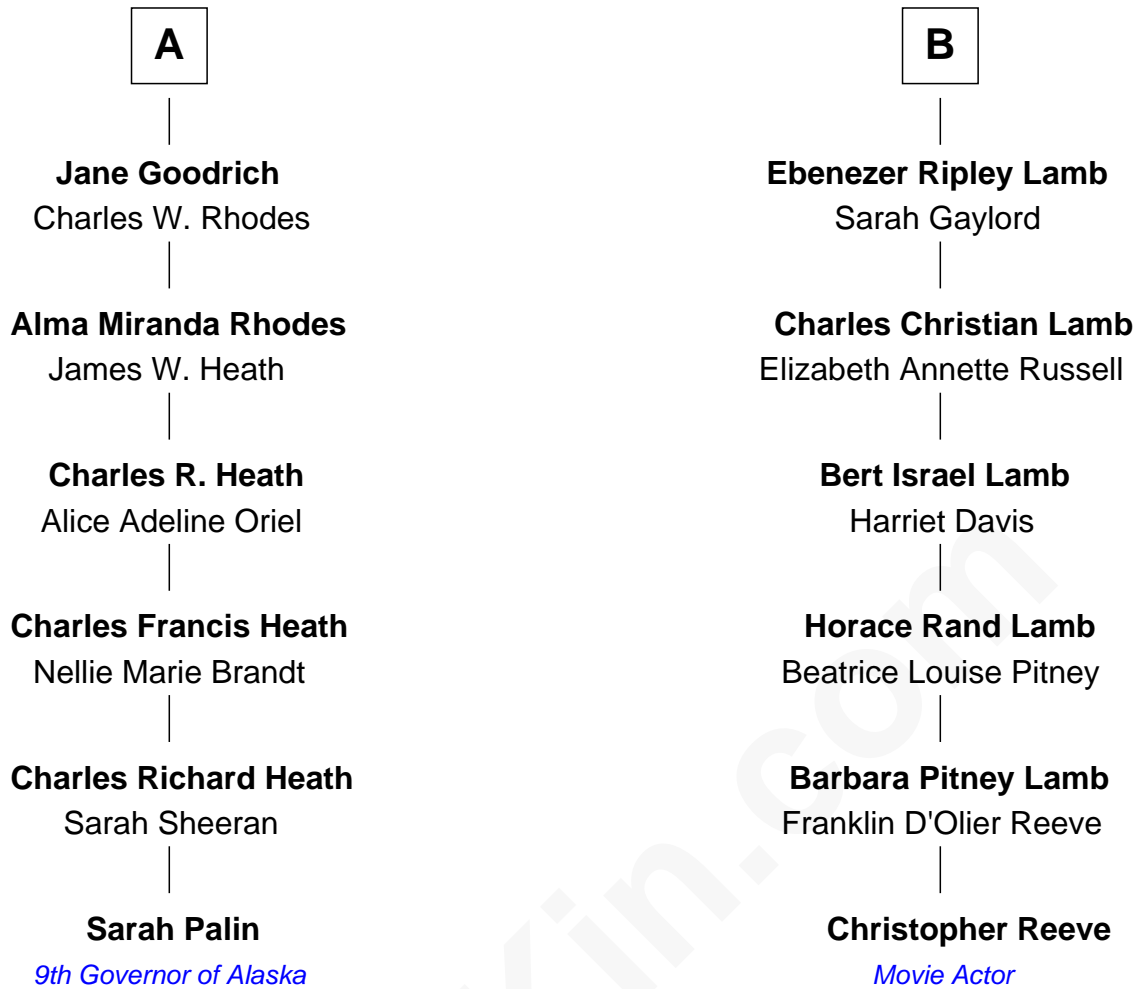 A
B
Jane Goodrich
Charles W. Rhodes
Ebenezer Ripley Lamb
Sarah Gaylord
Alma Miranda Rhodes
James W. Heath
Charles Christian Lamb
Elizabeth Annette Russell
Charles R. Heath
Alice Adeline Oriel
Bert Israel Lamb
Harriet Davis
Charles Francis Heath
Nellie Marie Brandt
Horace Rand Lamb
Beatrice Louise Pitney
Charles Richard Heath
Sarah Sheeran
Barbara Pitney Lamb
Franklin D'Olier Reeve
Sarah Palin
9th Governor of Alaska
Christopher Reeve
Movie Actor